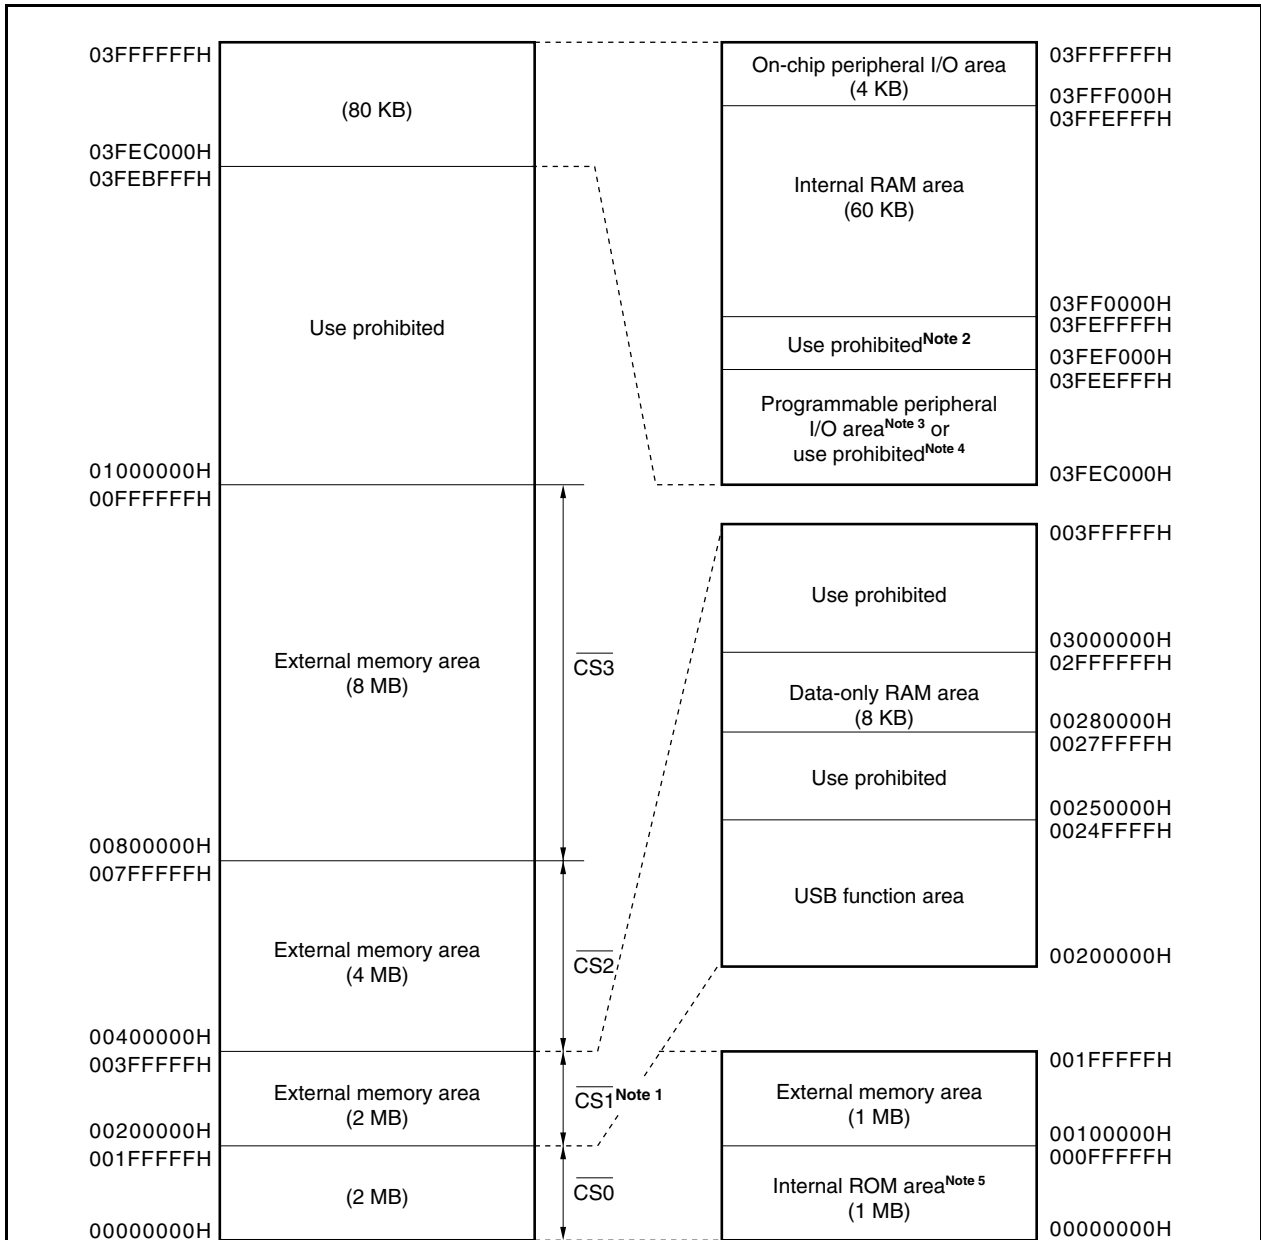 03FFFFFFH
(80 KB)
03FEC000H
03FEBFFFH
Use prohibited
01000000H
00FFFFFFH
External memory area
(8 MB)
CS3
00800000H
007FFFFFH
External memory area
(4 MB)
CS2
00400000H
003FFFFFH
External memory area
(2 MB)
CS1Note 1
00200000H
001FFFFFH
(2 MB)
CS0
00000000H
On-chip peripheral I/O area
(4 KB)
03FFFFFFH
03FFF000H
03FFEFFFH
Internal RAM area
(60 KB)
03FF0000H
03FEFFFFH
Use prohibitedNote 2
03FEF000H
03FEEFFFH
Programmable peripheral
I/O areaNote 3 or
use prohibitedNote 4
03FEC000H
003FFFFFH
Use prohibited
03000000H
02FFFFFFH
Data-only RAM area
(8 KB)
00280000H
0027FFFFH
Use prohibited
00250000H
0024FFFFH
USB function area
00200000H
001FFFFFH
External memory area
(1 MB)
00100000H
000FFFFFH
Internal ROM areaNote 5
(1 MB)
00000000H